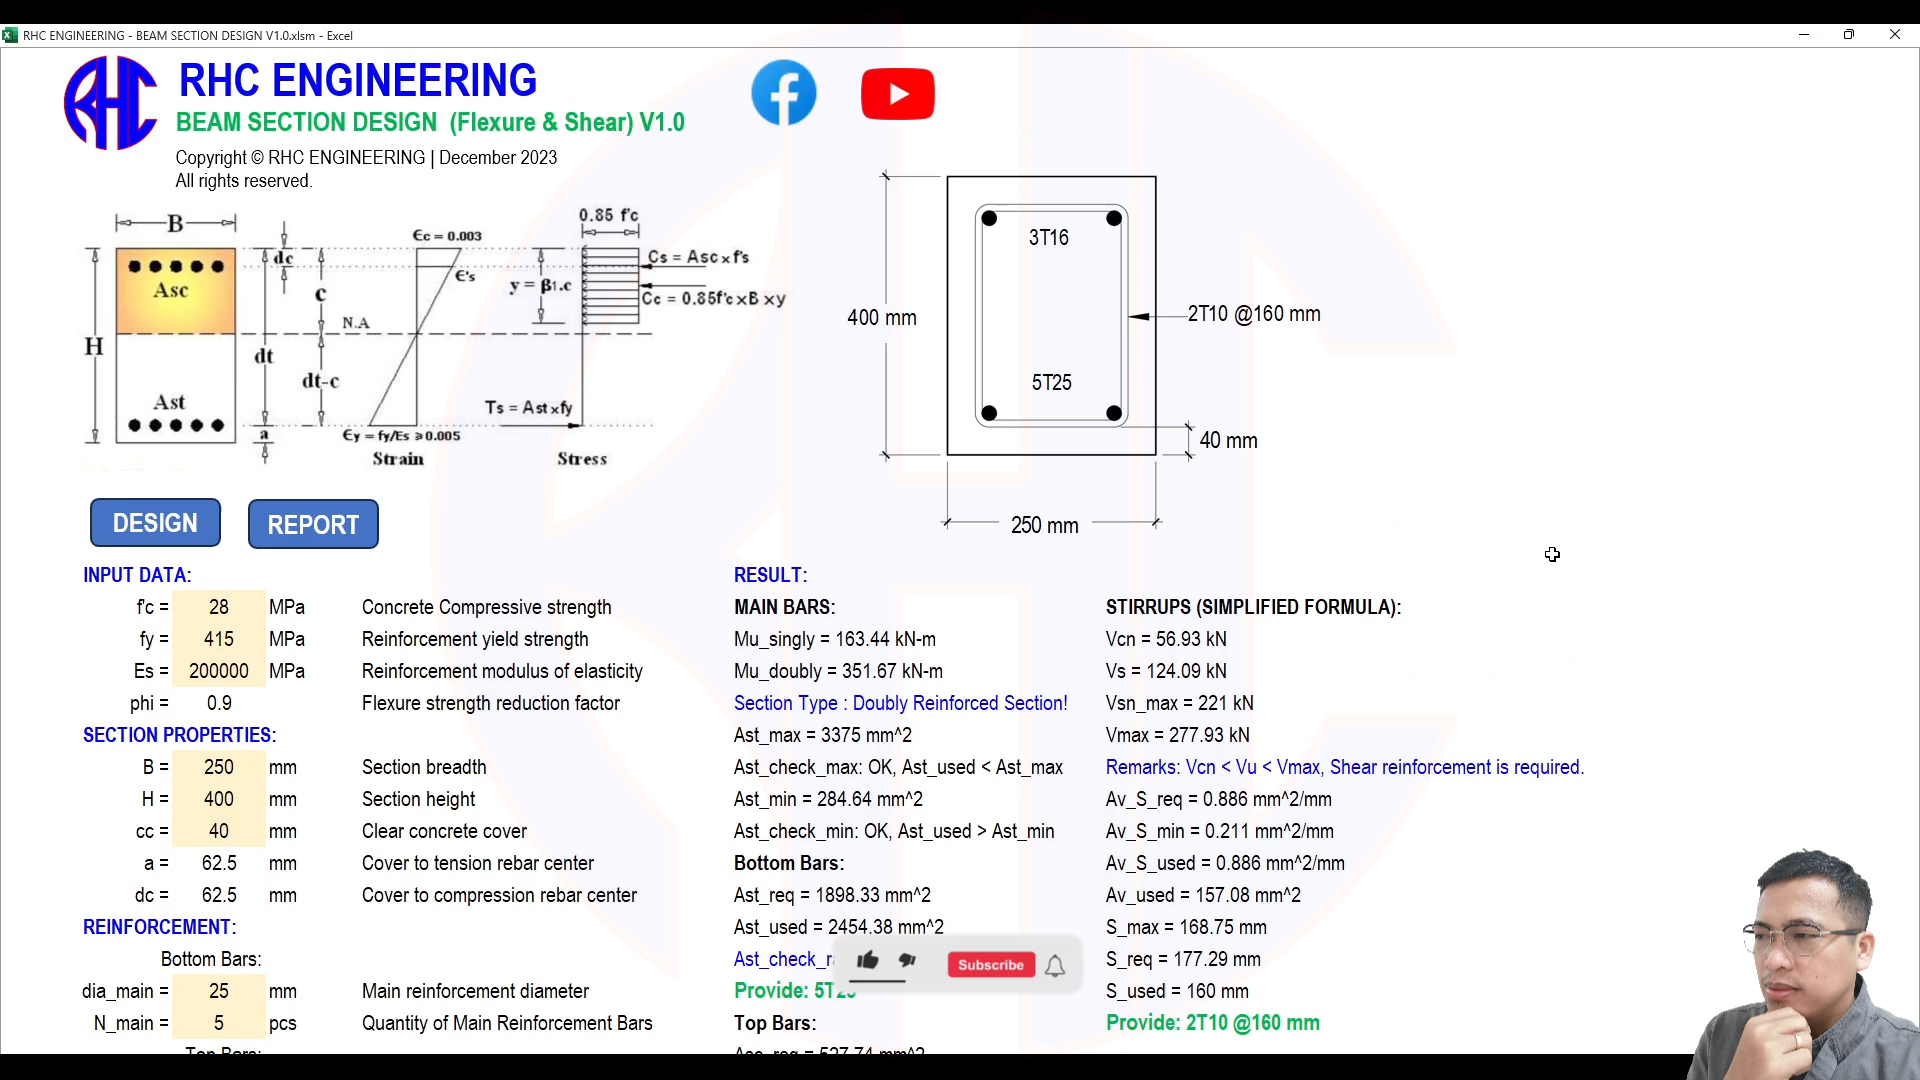 RHC ENGINEERING - BEAM SECTION DESIGN V1.0.xlsm - Excel
RHC
RHC ENGINEERING
BEAM SECTION DESIGN (Flexure & Shear) V1.0
Copyright © RHC ENGINEERING | December 2023
All rights reserved.
B
dc
Asc
H
dt
c
dt-c
N.A
Ast
a
Єc = 0.003
Є's
Єy = fy/Es ⩾ 0.005
Strain
0.85 f'c
y = β1.c
Cs = Asc x f's
Cc = 0.85f'c x B x y
Ts = Ast x fy
Stress
3T16
400 mm
2T10 @160 mm
5T25
40 mm
250 mm
DESIGN
REPORT
INPUT DATA:
f'c = 28 MPa Concrete Compressive strength
fy = 415 MPa Reinforcement yield strength
Es = 200000 MPa Reinforcement modulus of elasticity
phi = 0.9 Flexure strength reduction factor
SECTION PROPERTIES:
B = 250 mm Section breadth
H = 400 mm Section height
cc = 40 mm Clear concrete cover
a = 62.5 mm Cover to tension rebar center
dc = 62.5 mm Cover to compression rebar center
REINFORCEMENT:
Bottom Bars:
dia_main = 25 mm Main reinforcement diameter
N_main = 5 pcs Quantity of Main Reinforcement Bars
Top Bars:
RESULT:
MAIN BARS:
Mu_singly = 163.44 kN-m
Mu_doubly = 351.67 kN-m
Section Type : Doubly Reinforced Section!
Ast_max = 3375 mm^2
Ast_check_max: OK, Ast_used < Ast_max
Ast_min = 284.64 mm^2
Ast_check_min: OK, Ast_used > Ast_min
Bottom Bars:
Ast_req = 1898.33 mm^2
Ast_used = 2454.38 mm^2
Ast_check_r
Provide: 5T25
Top Bars:
Asc_req = 527.74 mm^2
STIRRUPS (SIMPLIFIED FORMULA):
Vcn = 56.93 kN
Vs = 124.09 kN
Vsn_max = 221 kN
Vmax = 277.93 kN
Remarks: Vcn < Vu < Vmax, Shear reinforcement is required.
Av_S_req = 0.886 mm^2/mm
Av_S_min = 0.211 mm^2/mm
Av_S_used = 0.886 mm^2/mm
Av_used = 157.08 mm^2
S_max = 168.75 mm
S_req = 177.29 mm
S_used = 160 mm
Provide: 2T10 @160 mm
Subscribe